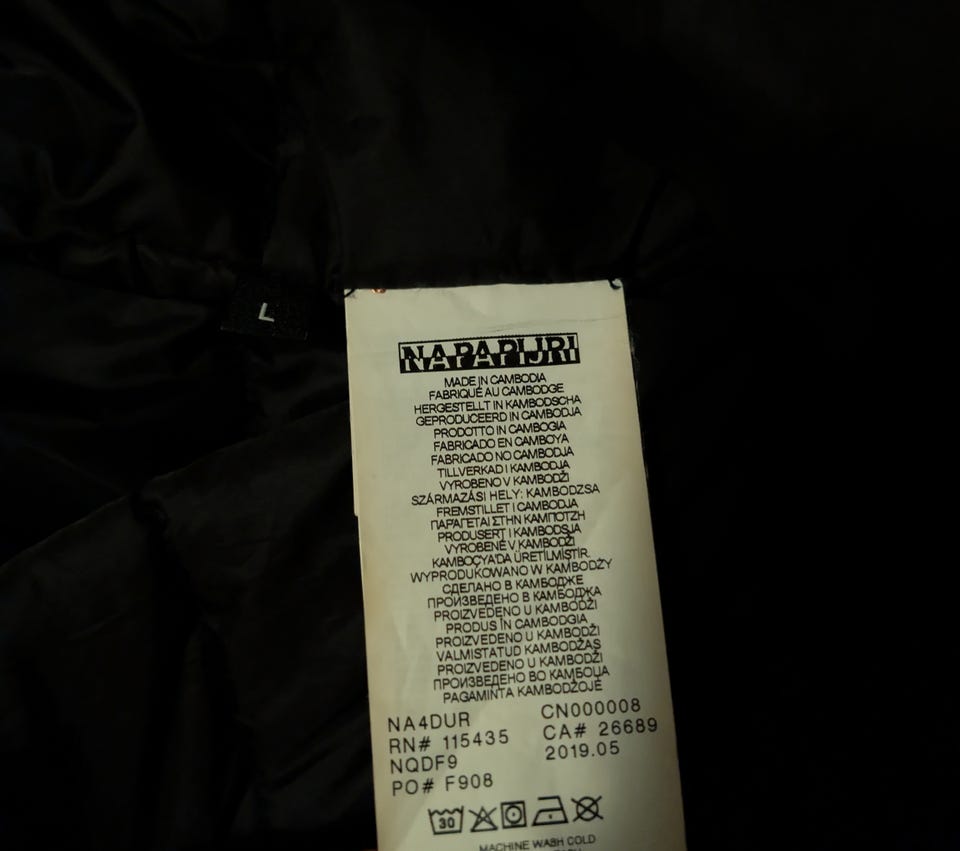 L
NAPAPIJRI
MADE IN CAMBODIA
FABRIQUÉ AU CAMBODGE
HERGESTELLT IN KAMBODSCHA
GEPRODUCEERD IN CAMBODJA
PRODOTTO IN CAMBOGIA
FABRICADO EN CAMBOYA
FABRICADO NO CAMBODJA
TILLVERKAD I KAMBODJA
VYROBENO V KAMBODŽI
SZÁRMAZÁSI HELY: KAMBODZSA
FREMSTILLET I CAMBODJA
ΠΑΡΑΓΕΤΑΙ ΣΤΗΝ ΚΑΜΠΟΤΖΗ
PRODUSERT I KAMBODSJA
VYROBENÉ V KAMBODŽI
KAMBOÇYA'DA ÜRETİLMİSTİR.
WYPRODUKOWANO W KAMBODŻY
СДЕЛАНО В КАМБОДЖЕ
ПРОИЗВЕДЕНО В КАМБОДЖА
PROIZVEDENO U KAMBODŽI
PRODUS ÎN CAMBODGIA
PROIZVEDENO U KAMBODŽI
VALMISTATUD KAMBODŽAS
PROIZVEDENO U KAMBODŽI
ПРОИЗВЕДЕНО ВО КАМБОЏА
PAGAMINTA KAMBODŽOJE
NA4DUR CN000008
RN# 115435 CA# 26689
NQDF9 2019.05
PO# F908
30
MACHINE WASH COLD